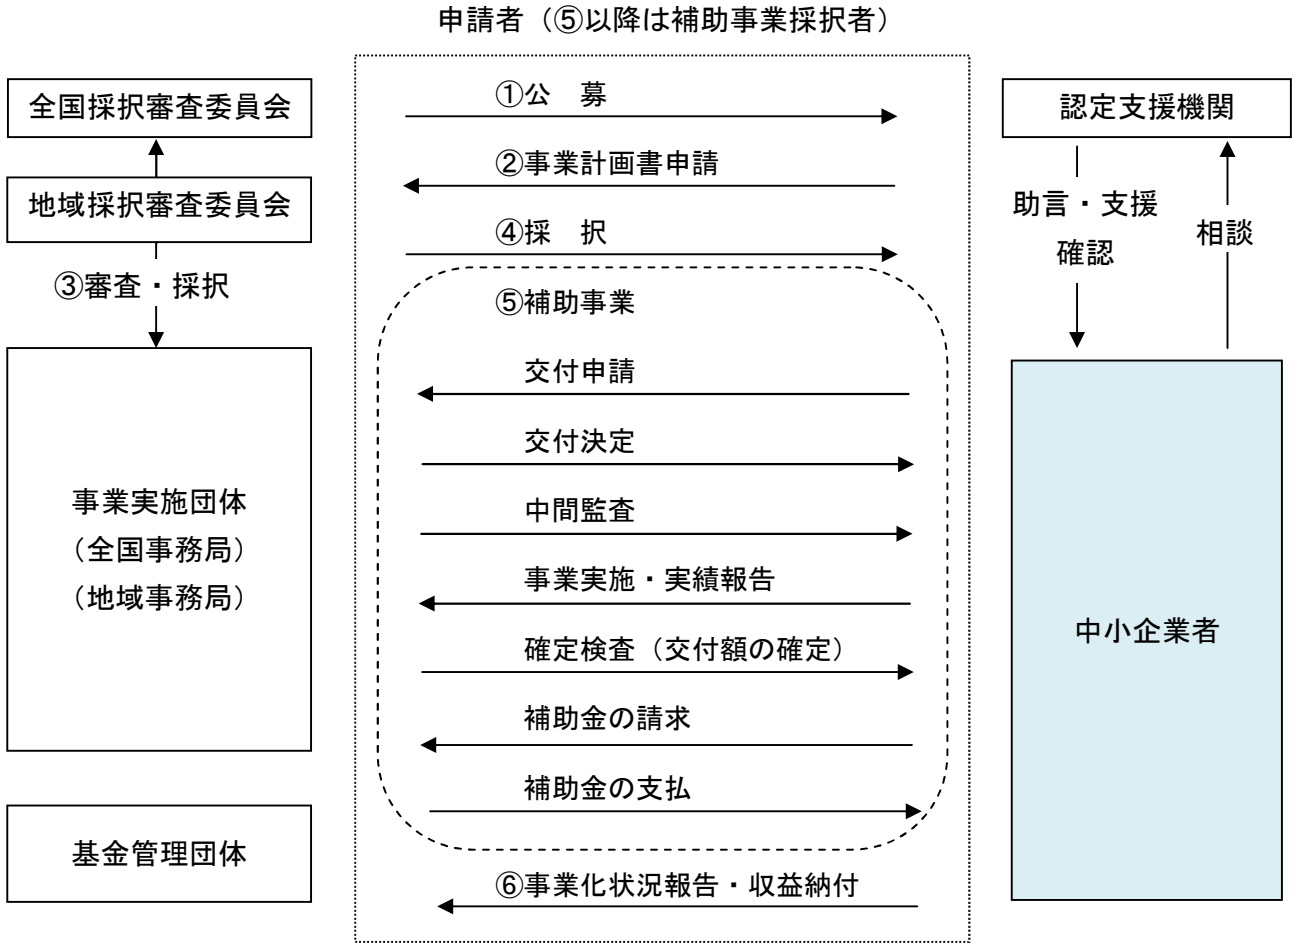 申請者（⑤以降は補助事業採択者）
全国採択審査委員会
地域採択審査委員会
③審査・採択
事業実施団体
（全国事務局）
（地域事務局）
基金管理団体
①公　募
②事業計画書申請
④採　択
⑤補助事業
交付申請
交付決定
中間監査
事業実施・実績報告
確定検査（交付額の確定）
補助金の請求
補助金の支払
⑥事業化状況報告・収益納付
認定支援機関
助言・支援
確認
相談
中小企業者